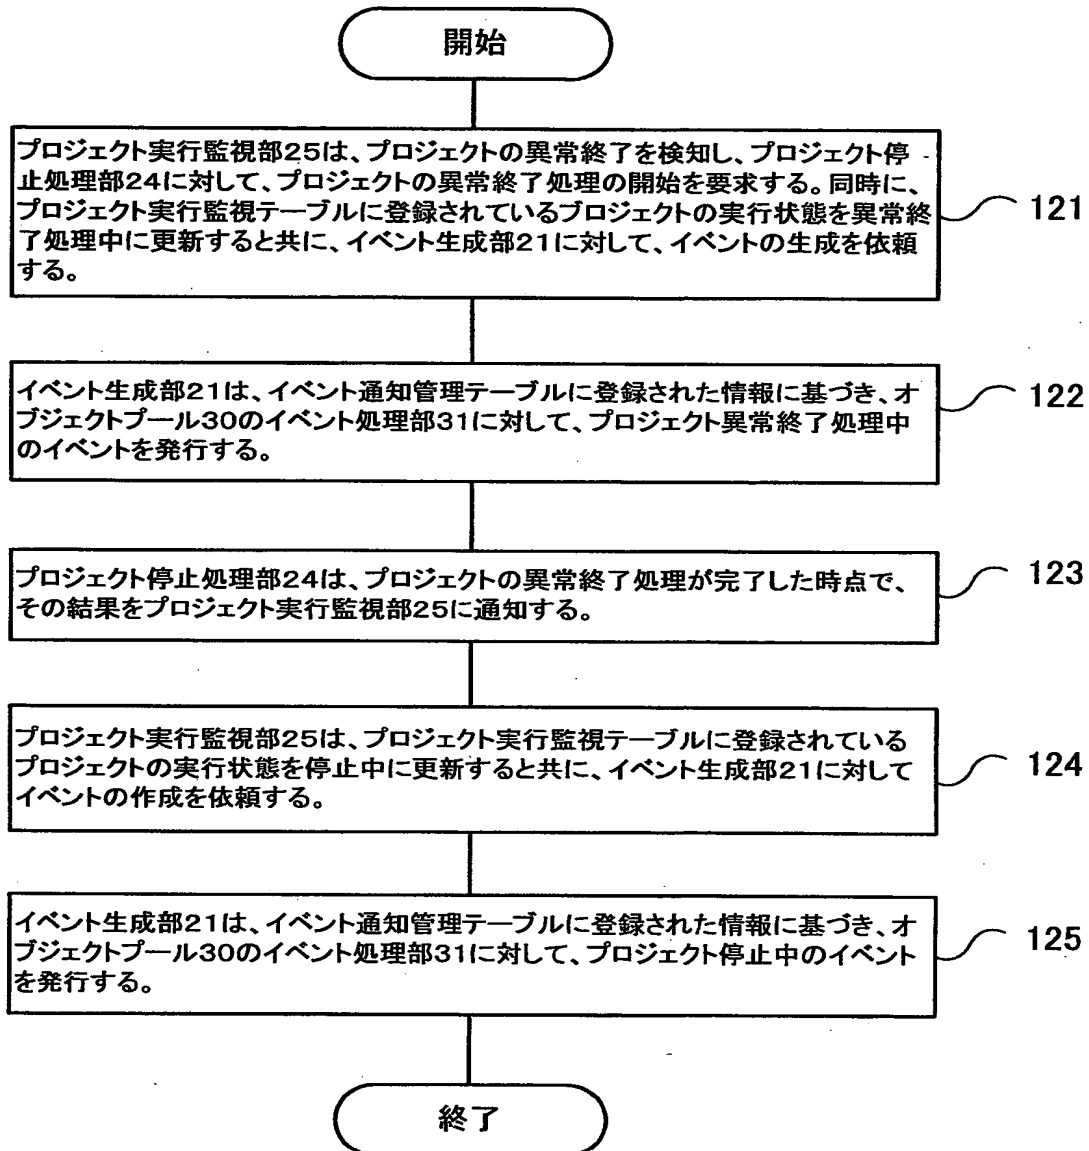 開始
プロジェクト実行監視部25は、プロジェクトの異常終了を検知し、プロジェクト停
止処理部24に対して、プロジェクトの異常終了処理の開始を要求する。同時に、
プロジェクト実行監視テーブルに登録されているプロジェクトの実行状態を異常終
了処理中に更新すると共に、イベント生成部21に対して、イベントの生成を依頼
する。
121
イベント生成部21は、イベント通知管理テーブルに登録された情報に基づき、オ
ブジェクトプール30のイベント処理部31に対して、プロジェクト異常終了処理中
のイベントを発行する。
122
プロジェクト停止処理部24は、プロジェクトの異常終了処理が完了した時点で、
その結果をプロジェクト実行監視部25に通知する。
123
プロジェクト実行監視部25は、プロジェクト実行監視テーブルに登録されている
プロジェクトの実行状態を停止中に更新すると共に、イベント生成部21に対して
イベントの作成を依頼する。
124
イベント生成部21は、イベント通知管理テーブルに登録された情報に基づき、オ
ブジェクトプール30のイベント処理部31に対して、プロジェクト停止中のイベント
を発行する。
125
終了